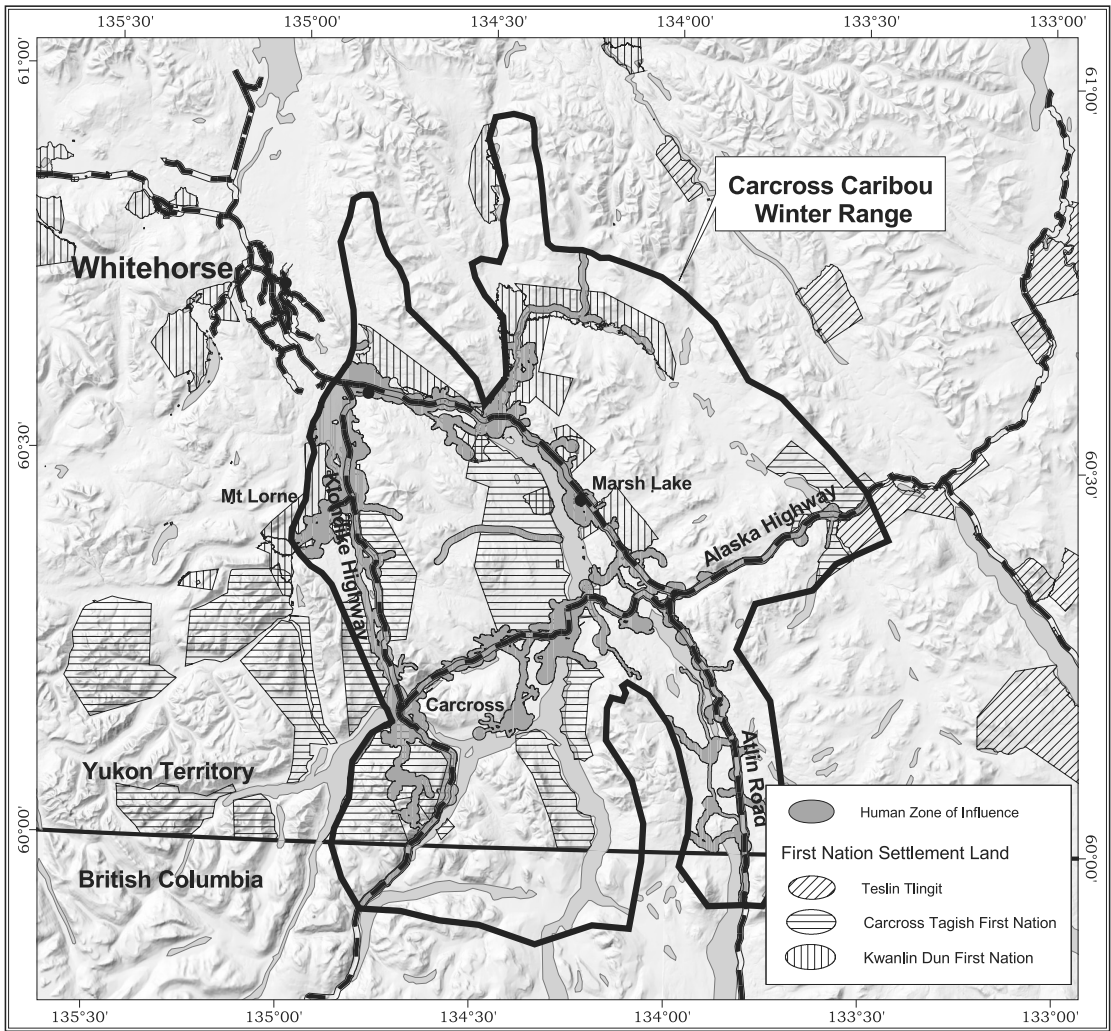 135°30'
135°00'
134°30'
134°00'
133°30'
133°00'
61°00'
61°00'
Carcross Caribou
Winter Range
Whitehorse
60°30'
60°30'
Mt Lorne
Marsh Lake
Klondike Highway
Alaska Highway
Carcross
Atlin Road
Yukon Territory
60°00'
60°00'
British Columbia
Human Zone of Influence
First Nation Settlement Land
Teslin Tlingit
Carcross Tagish First Nation
Kwanlin Dun First Nation
135°30'
135°00'
134°30'
134°00'
133°30'
133°00'